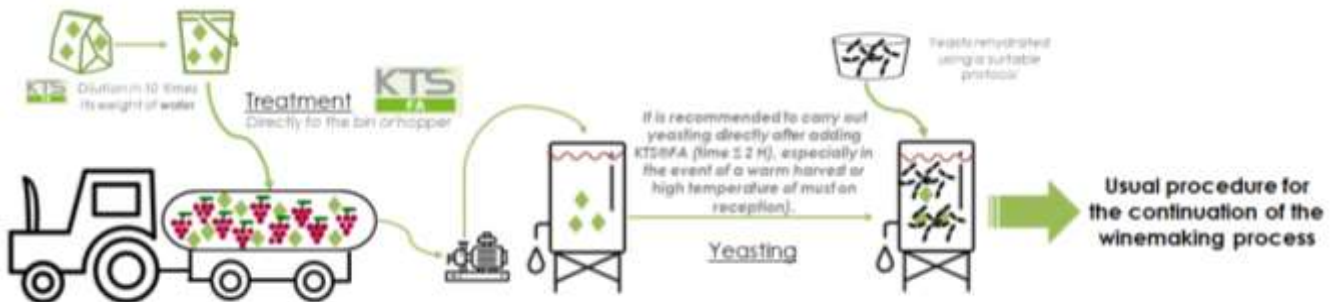 KTS
FA
Dilution in 10 times
its weight of water
Treatment
Directly to the bin or hopper
KTS
FA
It is recommended to carry out
yeasting directly after adding
KTS®FA (time ≤ 2 H), especially in
the event of a warm harvest or
high temperature of must on
reception).
Yeasting
Yeasts rehydrated
using a suitable
protocol
Usual procedure for
the continuation of the
winemaking process